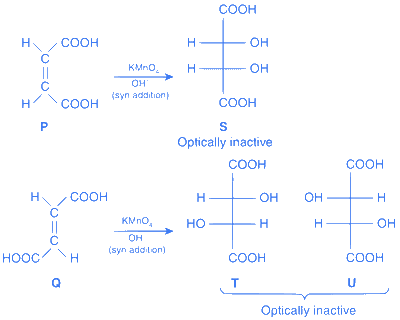 COOH
S
H COOH
C
C
H COOH
P
KMnO4
OH-
(syn addition)
H OH
H OH
COOH
S
Optically inactive
H COOH
C
C
HOOC H
Q
KMnO4
OH
(syn addition)
COOH
H OH
HO H
COOH
T
COOH
OH H
H OH
COOH
U
Optically inactive